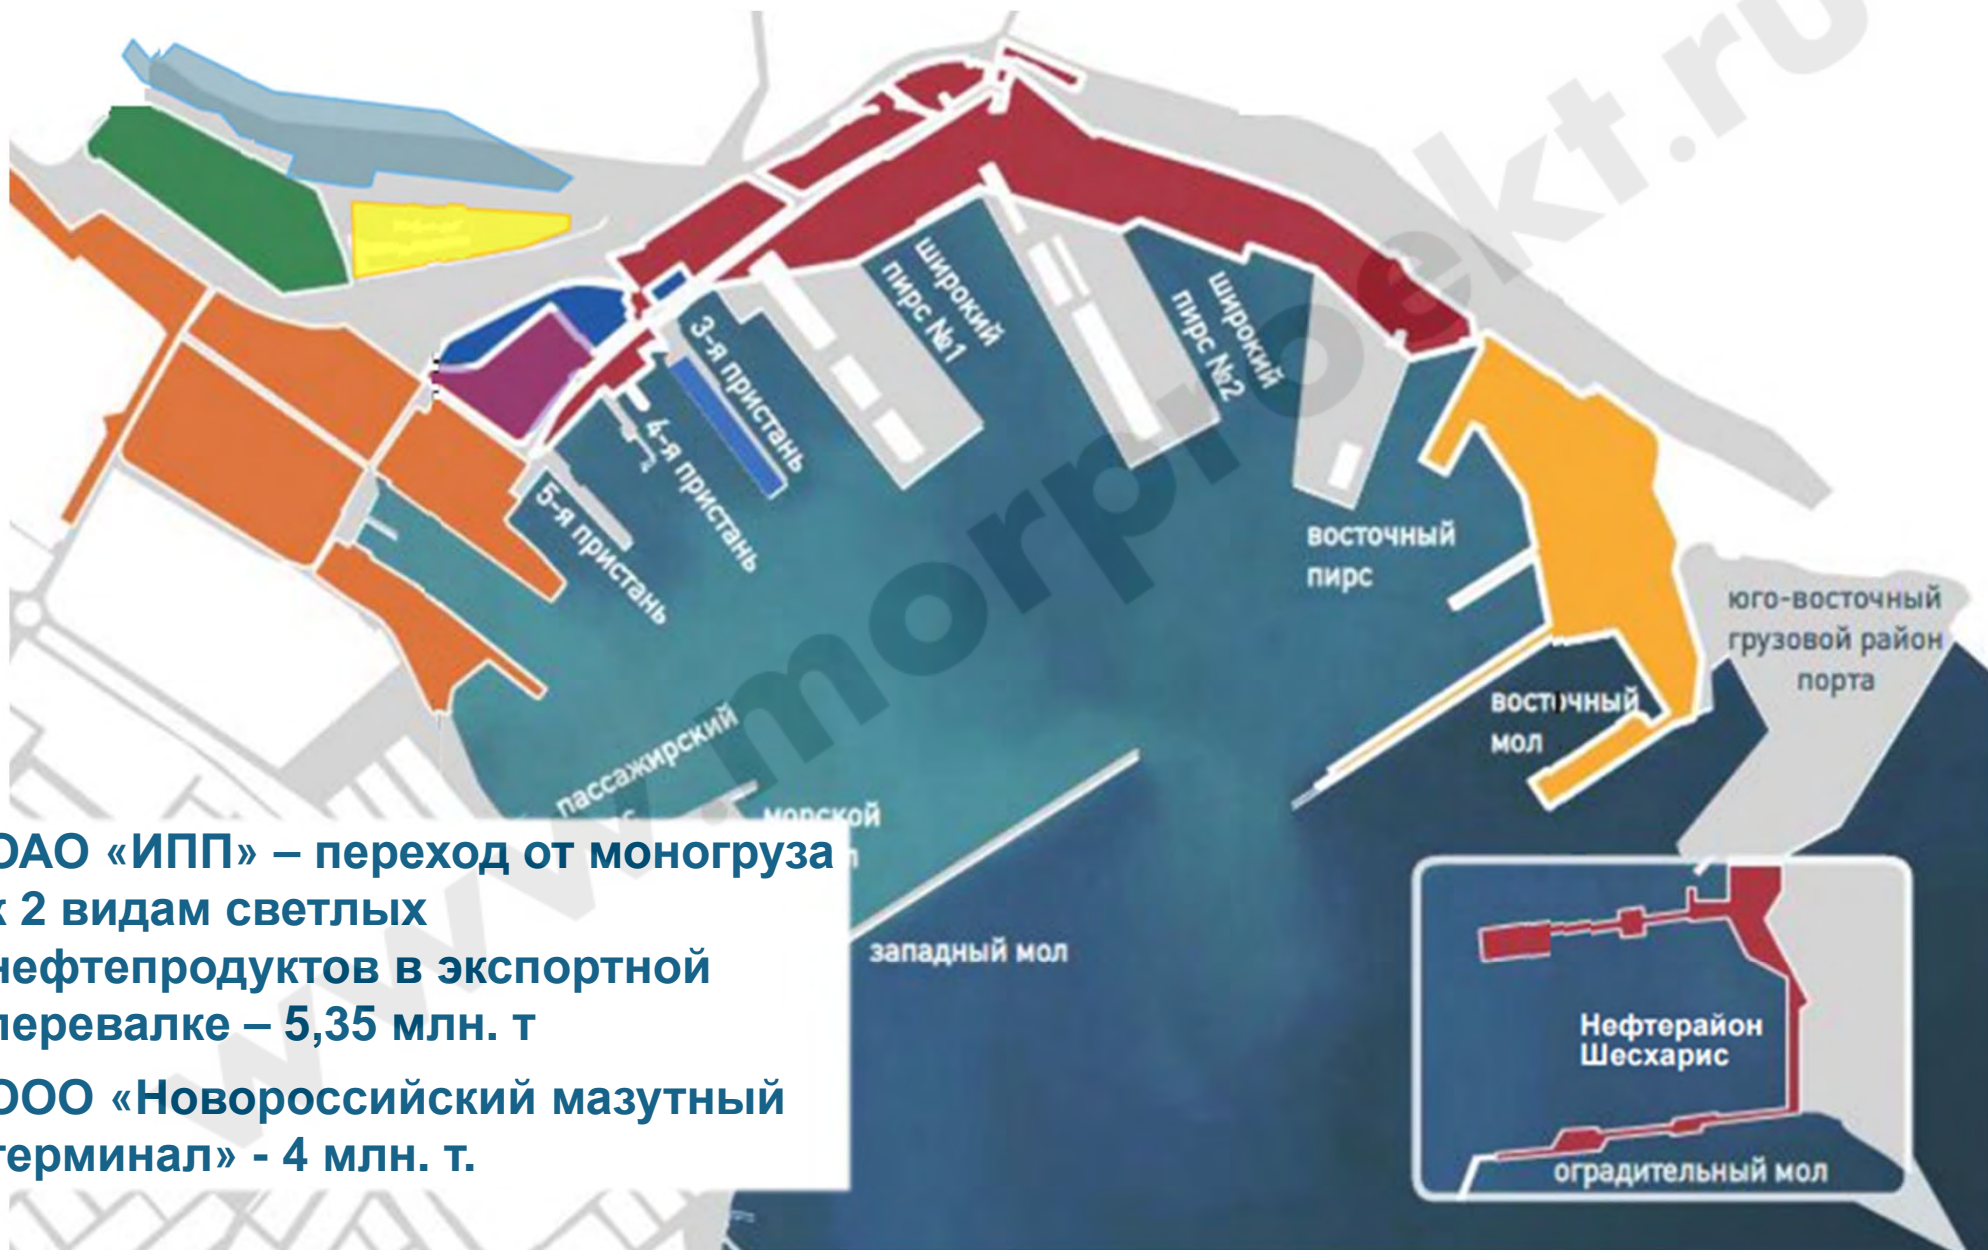 www.morproekt.ru
широкий
пирс №1
широкий
пирс №2
3-я пристань
4-я пристань
5-я пристань
восточный
пирс
юго-восточный
грузовой район
порта
восточный
мол
пассажирский
морской
западный мол
ОАО «ИПП» – переход от моногруза
к 2 видам светлых
нефтепродуктов в экспортной
перевалке – 5,35 млн. т
ООО «Новороссийский мазутный
терминал» - 4 млн. т.
Нефтерайон
Шесхарис
оградительный мол